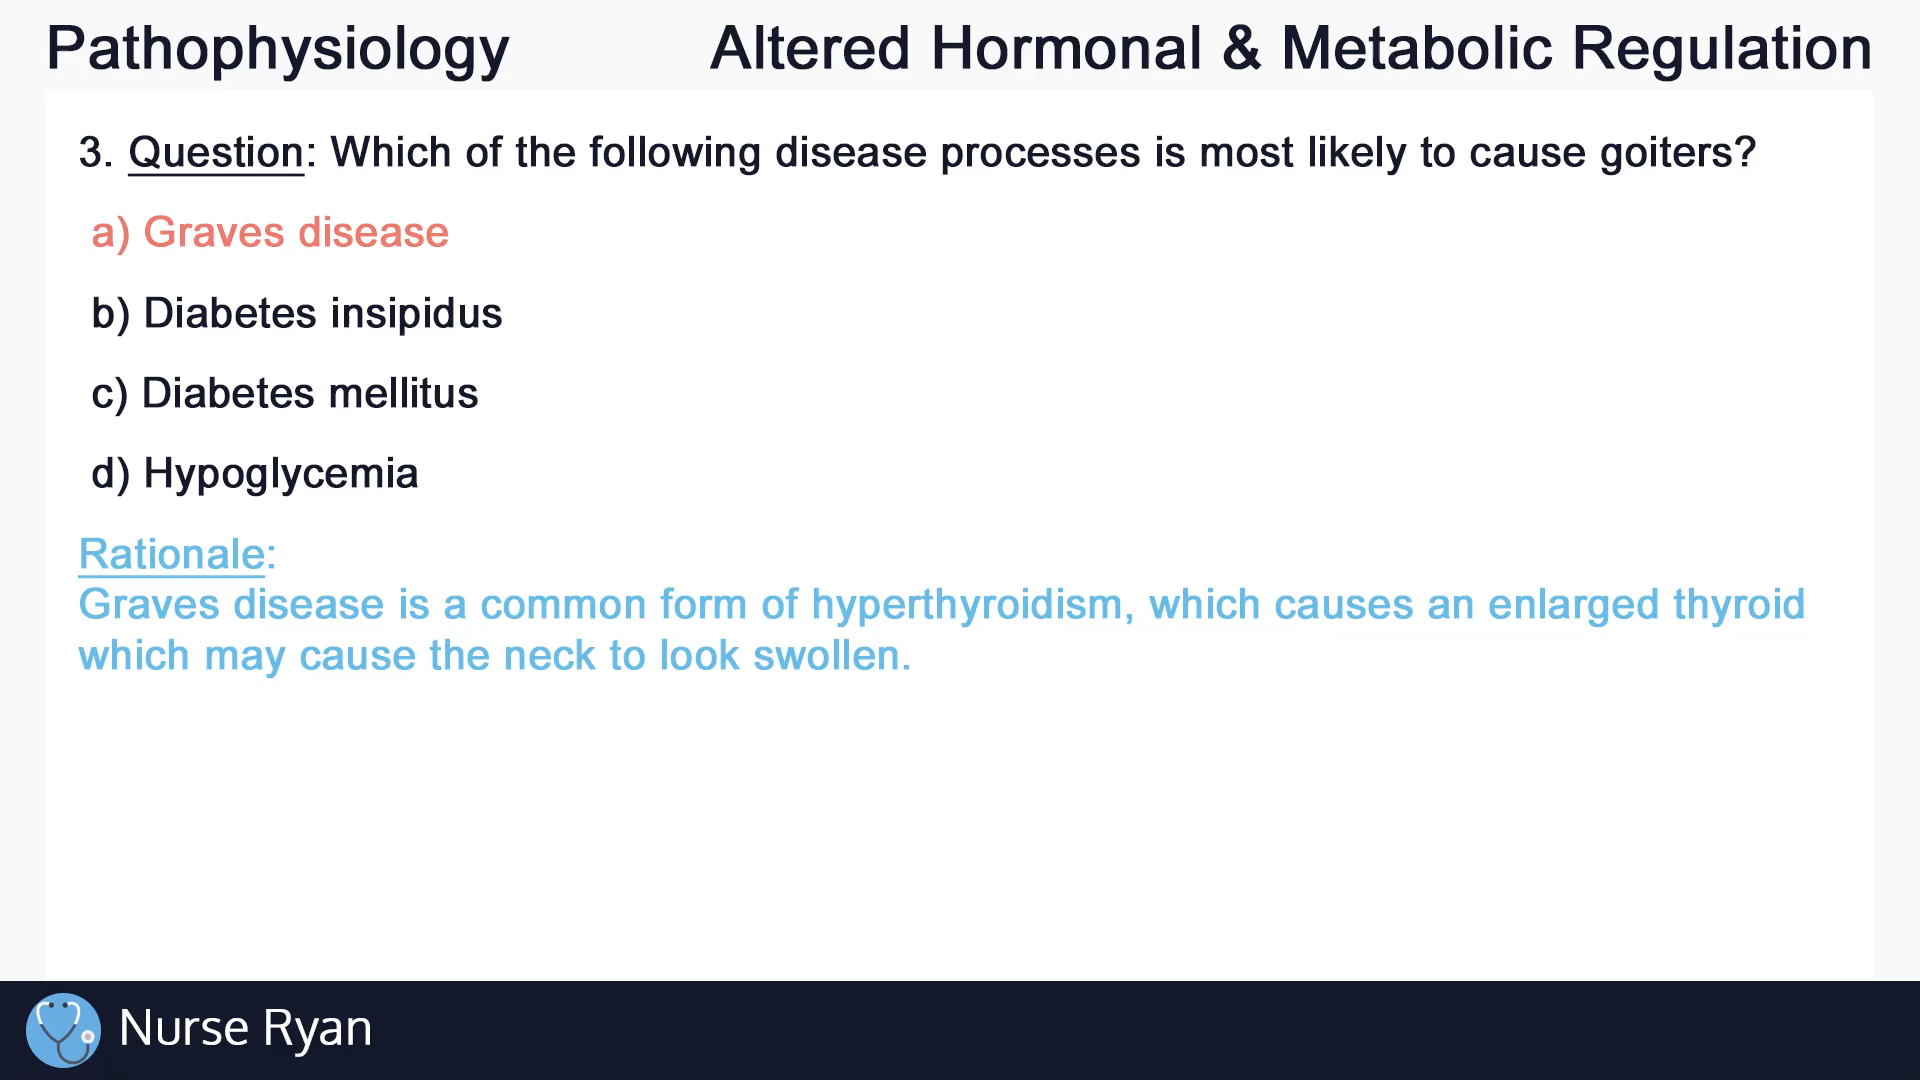 Pathophysiology
Altered Hormonal & Metabolic Regulation
3. Question: Which of the following disease processes is most likely to cause goiters?
a) Graves disease
b) Diabetes insipidus
c) Diabetes mellitus
d) Hypoglycemia
Rationale:
Graves disease is a common form of hyperthyroidism, which causes an enlarged thyroid
which may cause the neck to look swollen.
Nurse Ryan